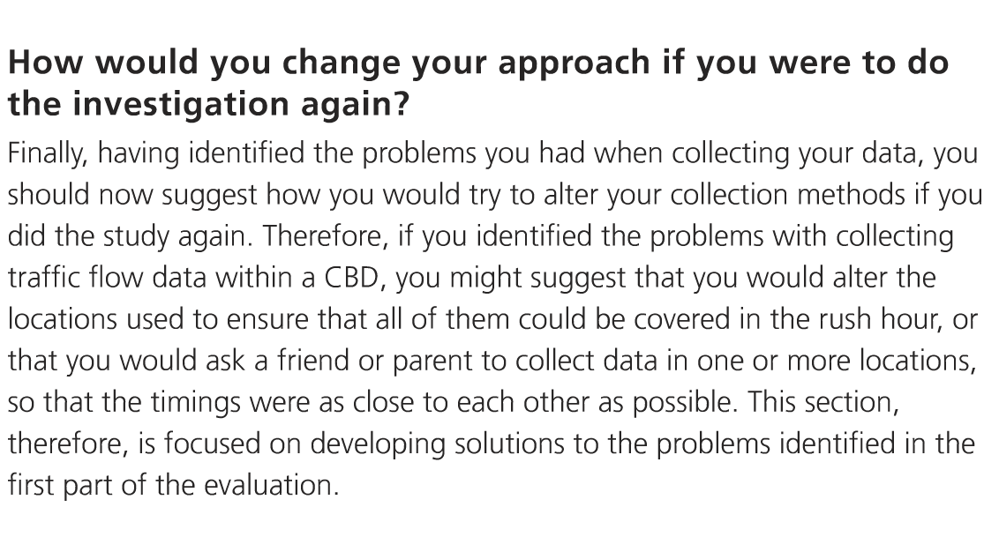 How would you change your approach if you were to do
the investigation again?
Finally, having identified the problems you had when collecting your data, you
should now suggest how you would try to alter your collection methods if you
did the study again. Therefore, if you identified the problems with collecting
traffic flow data within a CBD, you might suggest that you would alter the
locations used to ensure that all of them could be covered in the rush hour, or
that you would ask a friend or parent to collect data in one or more locations,
so that the timings were as close to each other as possible. This section,
therefore, is focused on developing solutions to the problems identified in the
first part of the evaluation.